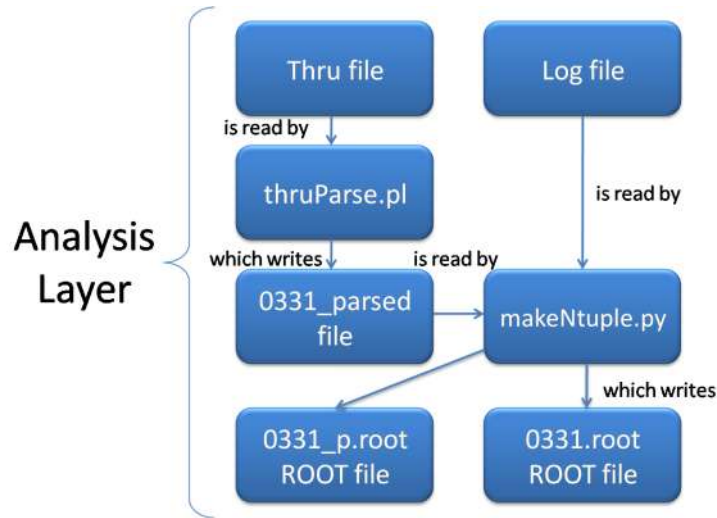 Thru file
Log file
is read by
thruParse.pl
is read by
Analysis
Layer
which writes
is read by
0331_parsed
file
makeNtuple.py
which writes
0331_p.root
ROOT file
0331.root
ROOT file